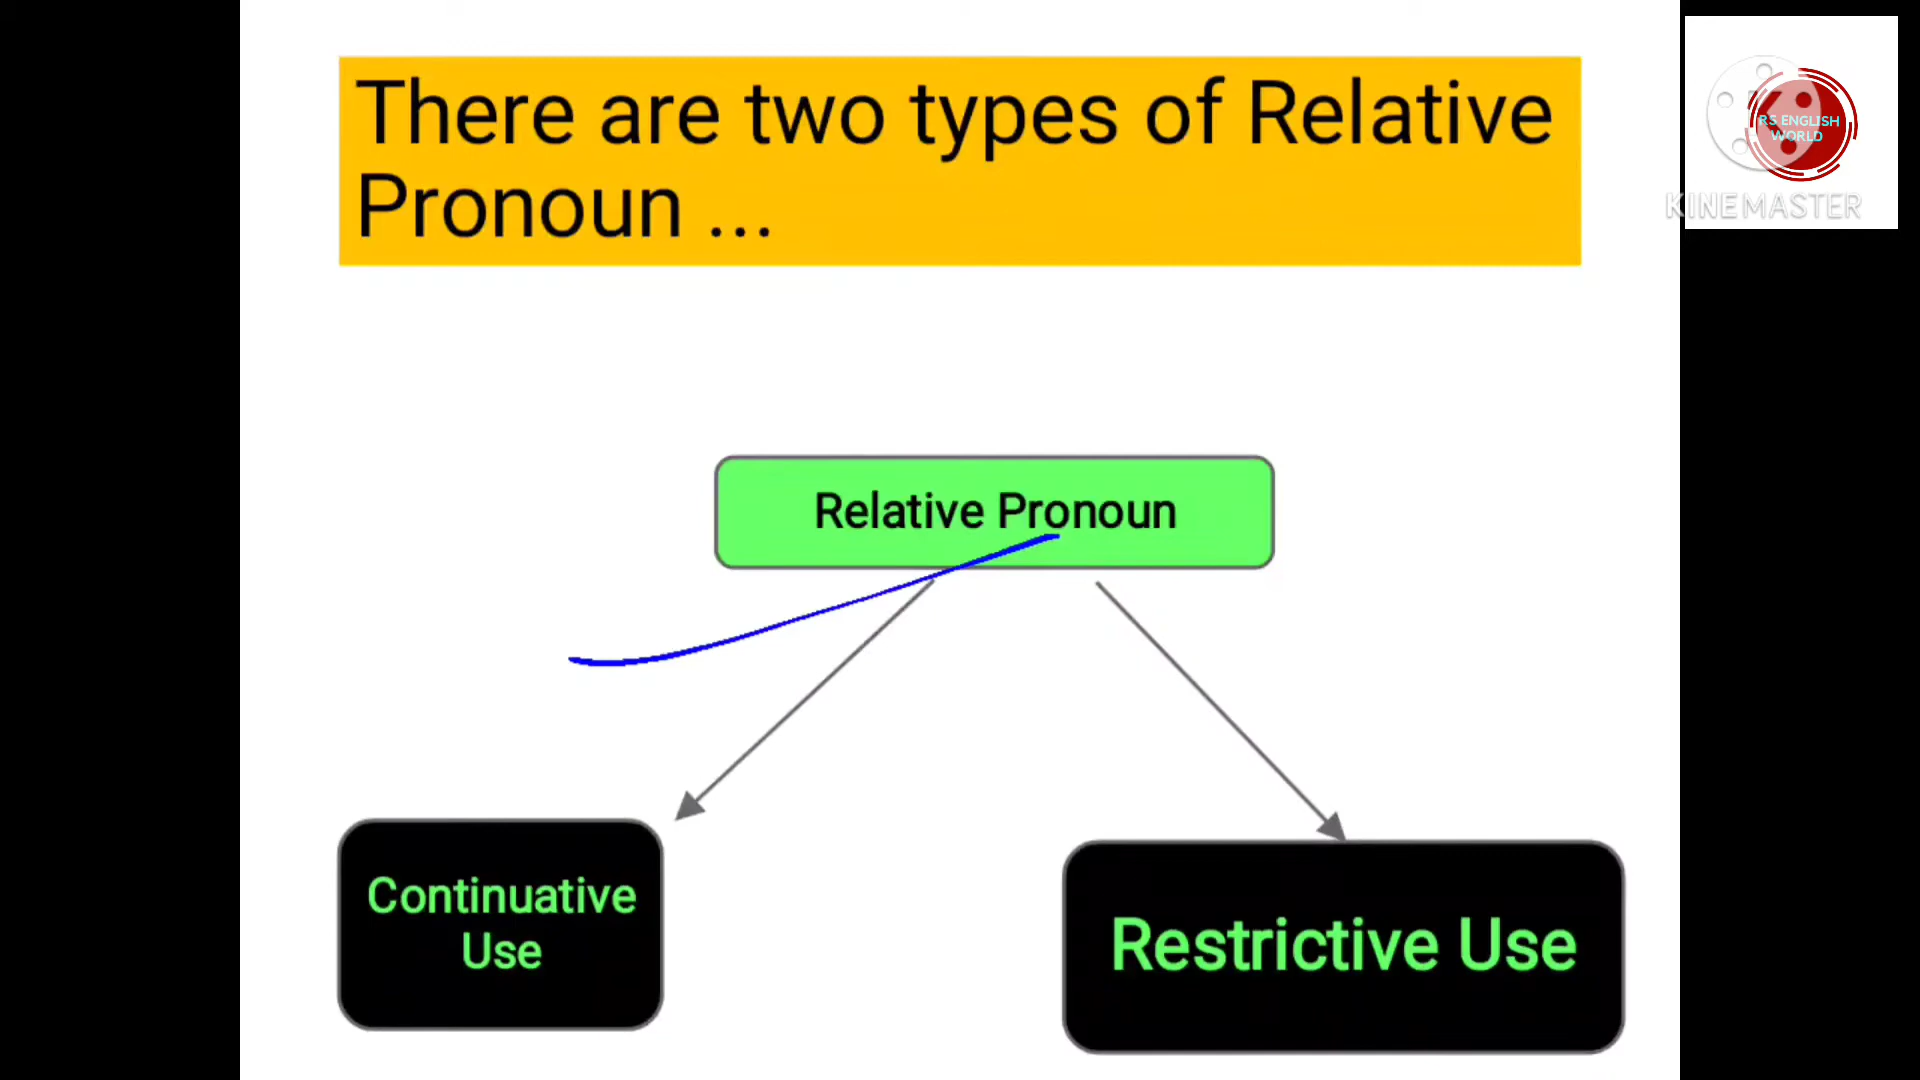 There are two types of Relative
Pronoun ...
RS ENGLISH
WORLD
KINEMASTER
Relative Pronoun
Continuative
Use
Restrictive Use